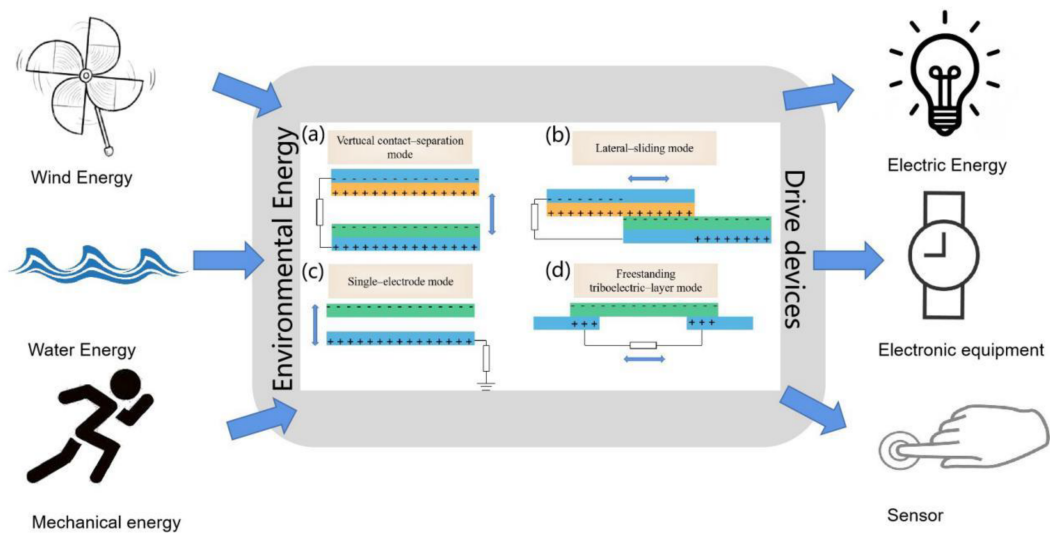 Wind Energy
Water Energy
Mechanical energy
Environmental Energy
(a)
Vertucal contact–separation
mode
- - - - - - - - - - - - - -
+ + + + + + + + + + + + + +
- - - - - - - - - - - - - -
+ + + + + + + + + + + + + +
(b)
Lateral–sliding mode
- - - - - - - -
+ + + + + + + + + + + + + +
- - - - - - - - - - - - - -
+ + + + + + + +
(c)
Single–electrode mode
- - - - - - - - - - - - - -
+ + + + + + + + + + + + + +
(d)
Freestanding
triboelectric–layer mode
- - - - - - - - - - - - - -
+ + +
+ + +
Drive devices
Electric Energy
Electronic equipment
Sensor